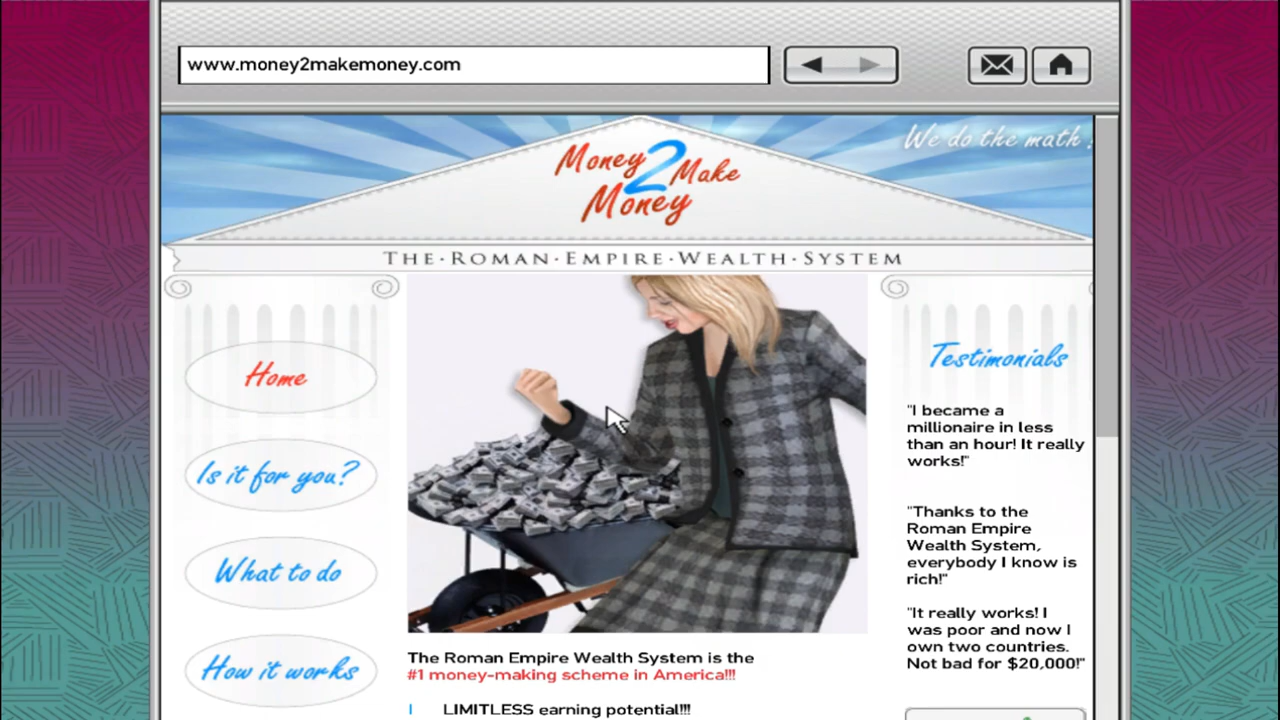 www.money2makemoney.com
We do the math !
Money 2 Make
Money
THE·ROMAN·EMPIRE·WEALTH·SYSTEM
Home
Is it for you?
What to do
How it works
The Roman Empire Wealth System is the
#1 money-making scheme in America!!!
I LIMITLESS earning potential!!!
Testimonials
"I became a
millionaire in less
than an hour! It really
works!"
"Thanks to the
Roman Empire
Wealth System,
everybody I know is
rich!"
"It really works! I
was poor and now I
own two countries.
Not bad for $20,000!"